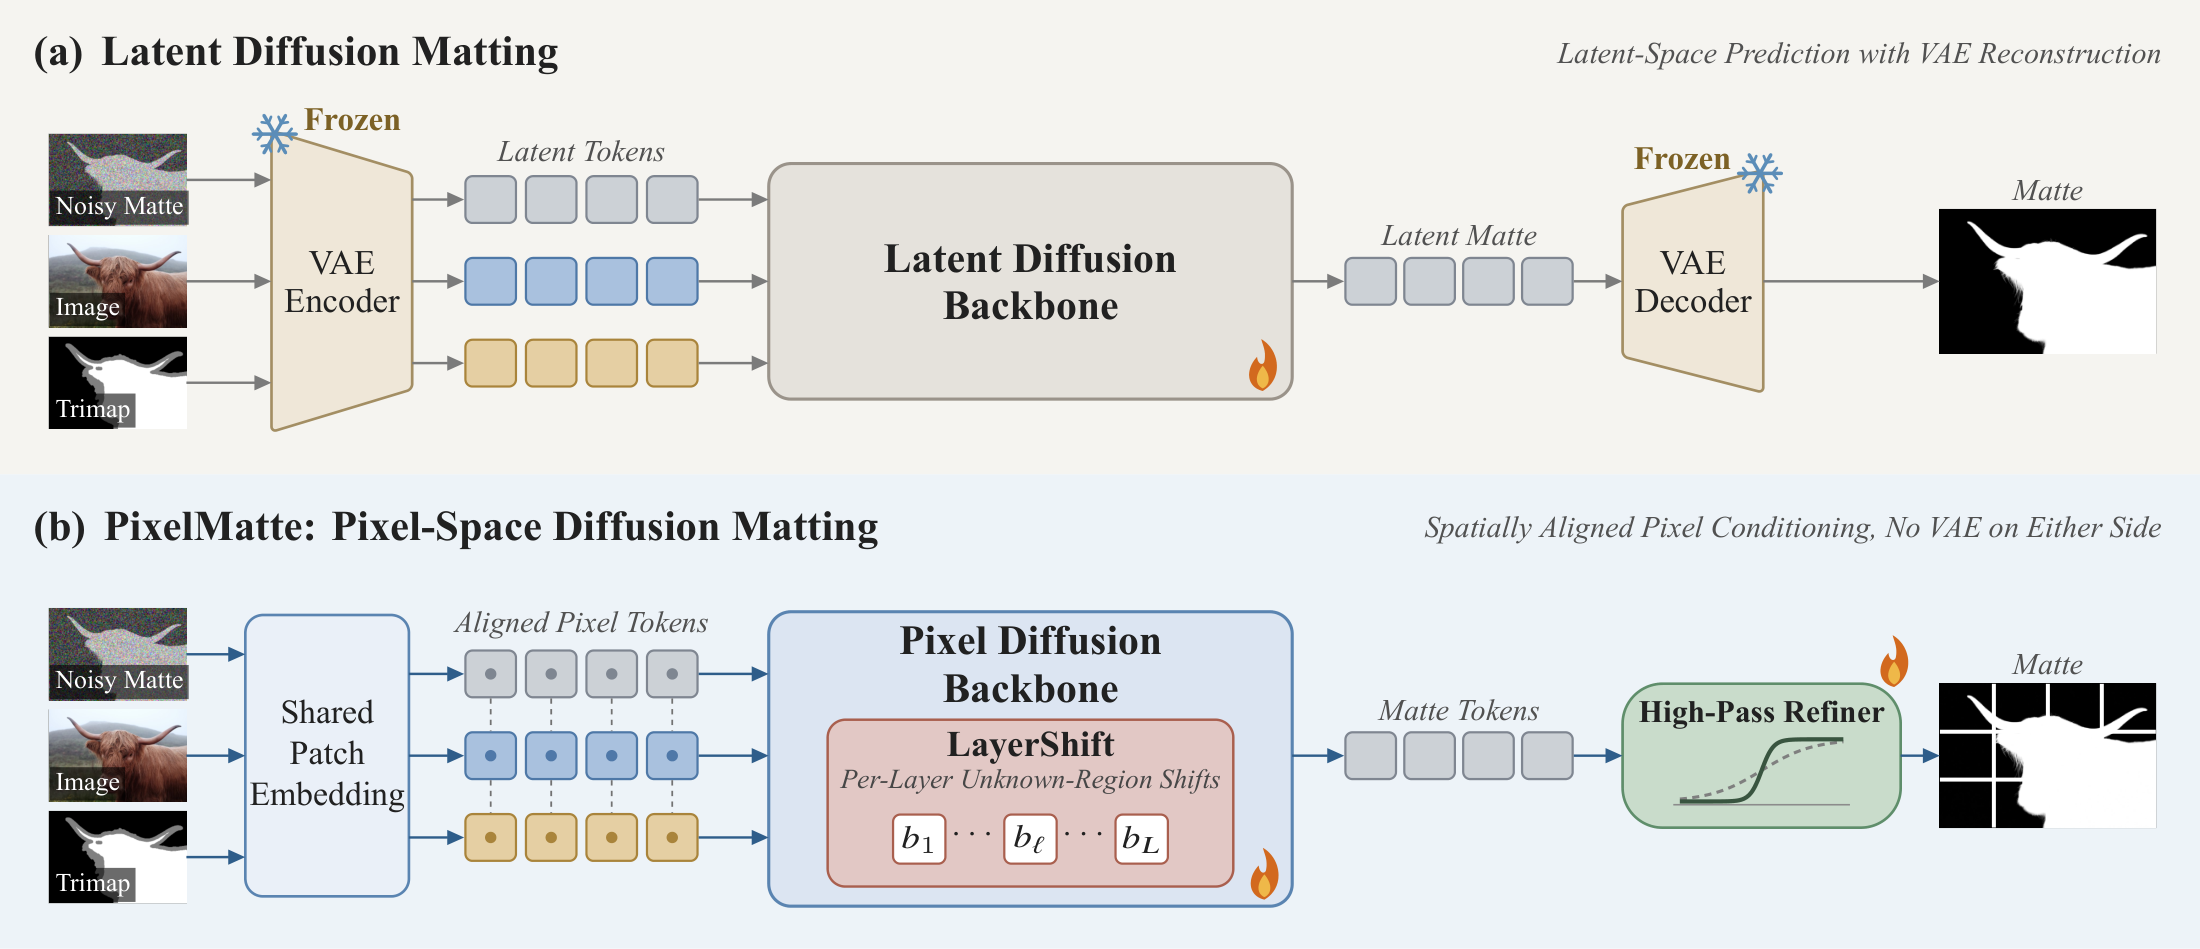 (a) Latent Diffusion Matting
Latent-Space Prediction with VAE Reconstruction
Frozen
Noisy Matte
Image
Trimap
VAE
Encoder
Latent Tokens
Latent Diffusion
Backbone
Latent Matte
Frozen
VAE
Decoder
Matte
(b) PixelMatte: Pixel-Space Diffusion Matting
Spatially Aligned Pixel Conditioning, No VAE on Either Side
Noisy Matte
Image
Trimap
Shared
Patch
Embedding
Aligned Pixel Tokens
Pixel Diffusion
Backbone
LayerShift
Per-Layer Unknown-Region Shifts
b₁ ··· b_ℓ ··· b_L
Matte Tokens
High-Pass Refiner
Matte